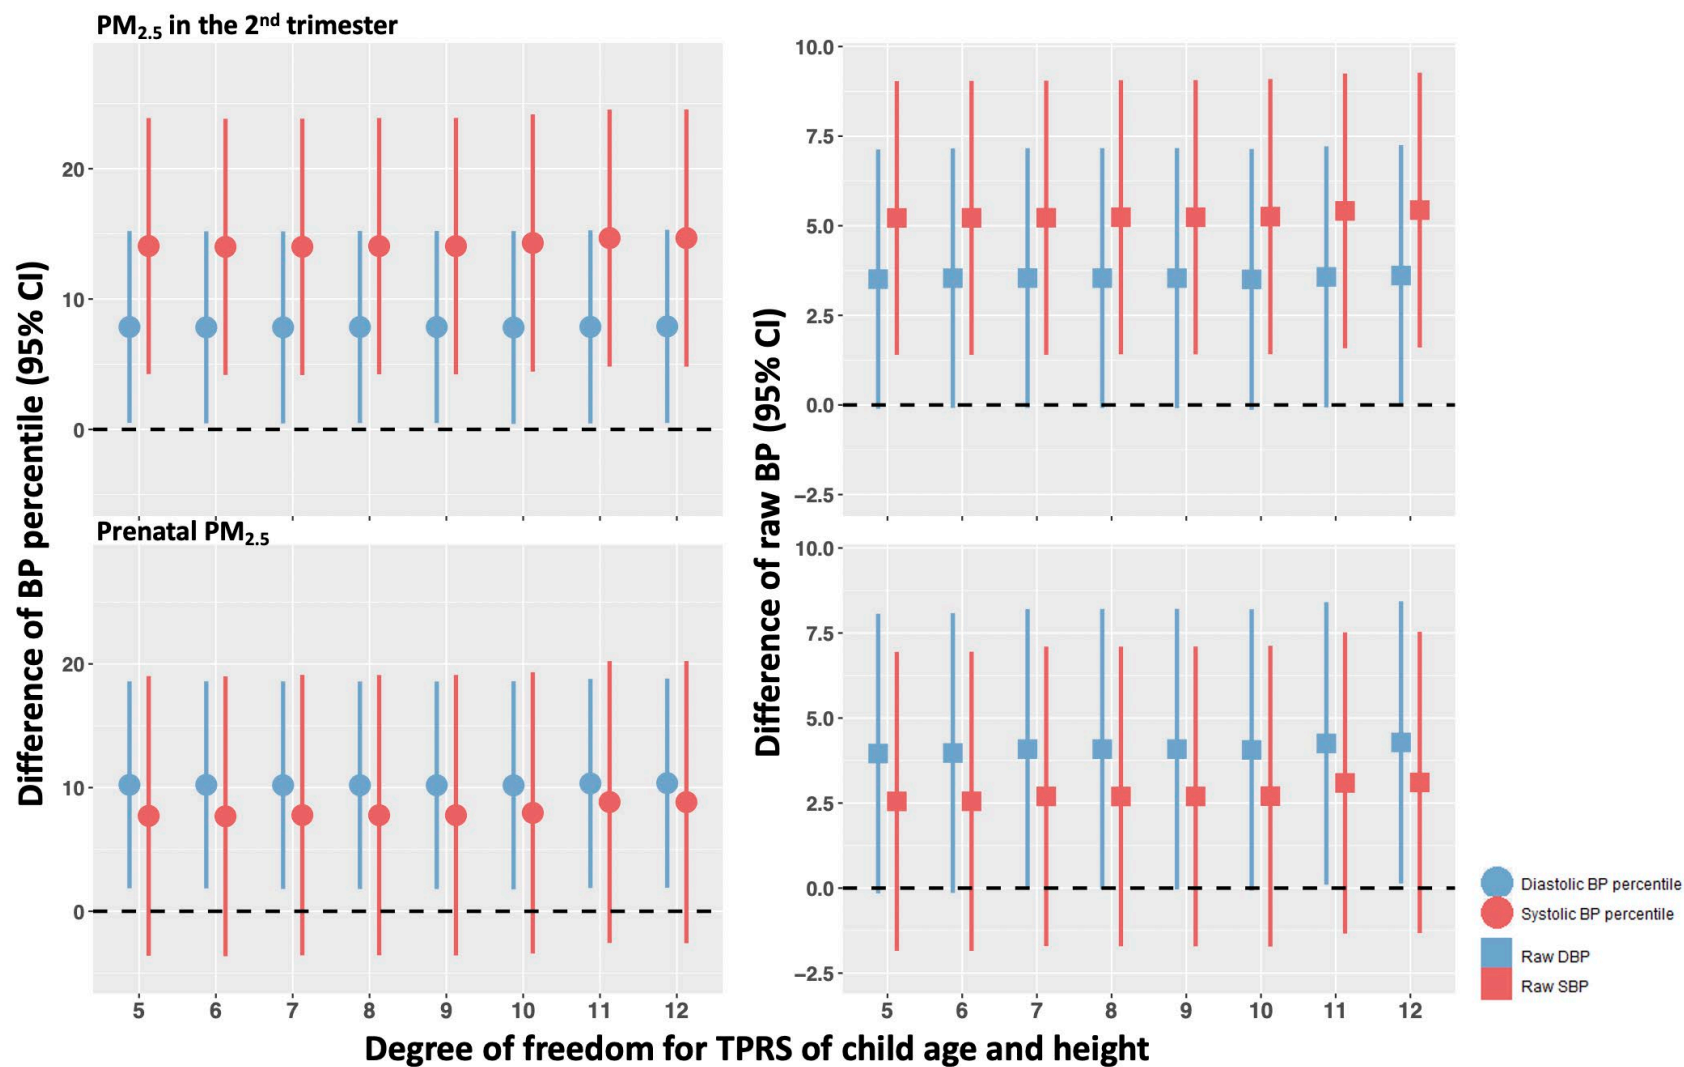 PM2.5 in the 2nd trimester
Difference of BP percentile (95% CI)
20
10
0
Difference of raw BP (95% CI)
10.0
7.5
5.0
2.5
0.0
−2.5
Prenatal PM2.5
20
10
0
5 6 7 8 9 10 11 12
10.0
7.5
5.0
2.5
0.0
−2.5
5 6 7 8 9 10 11 12
Degree of freedom for TPRS of child age and height
Diastolic BP percentile
Systolic BP percentile
Raw DBP
Raw SBP